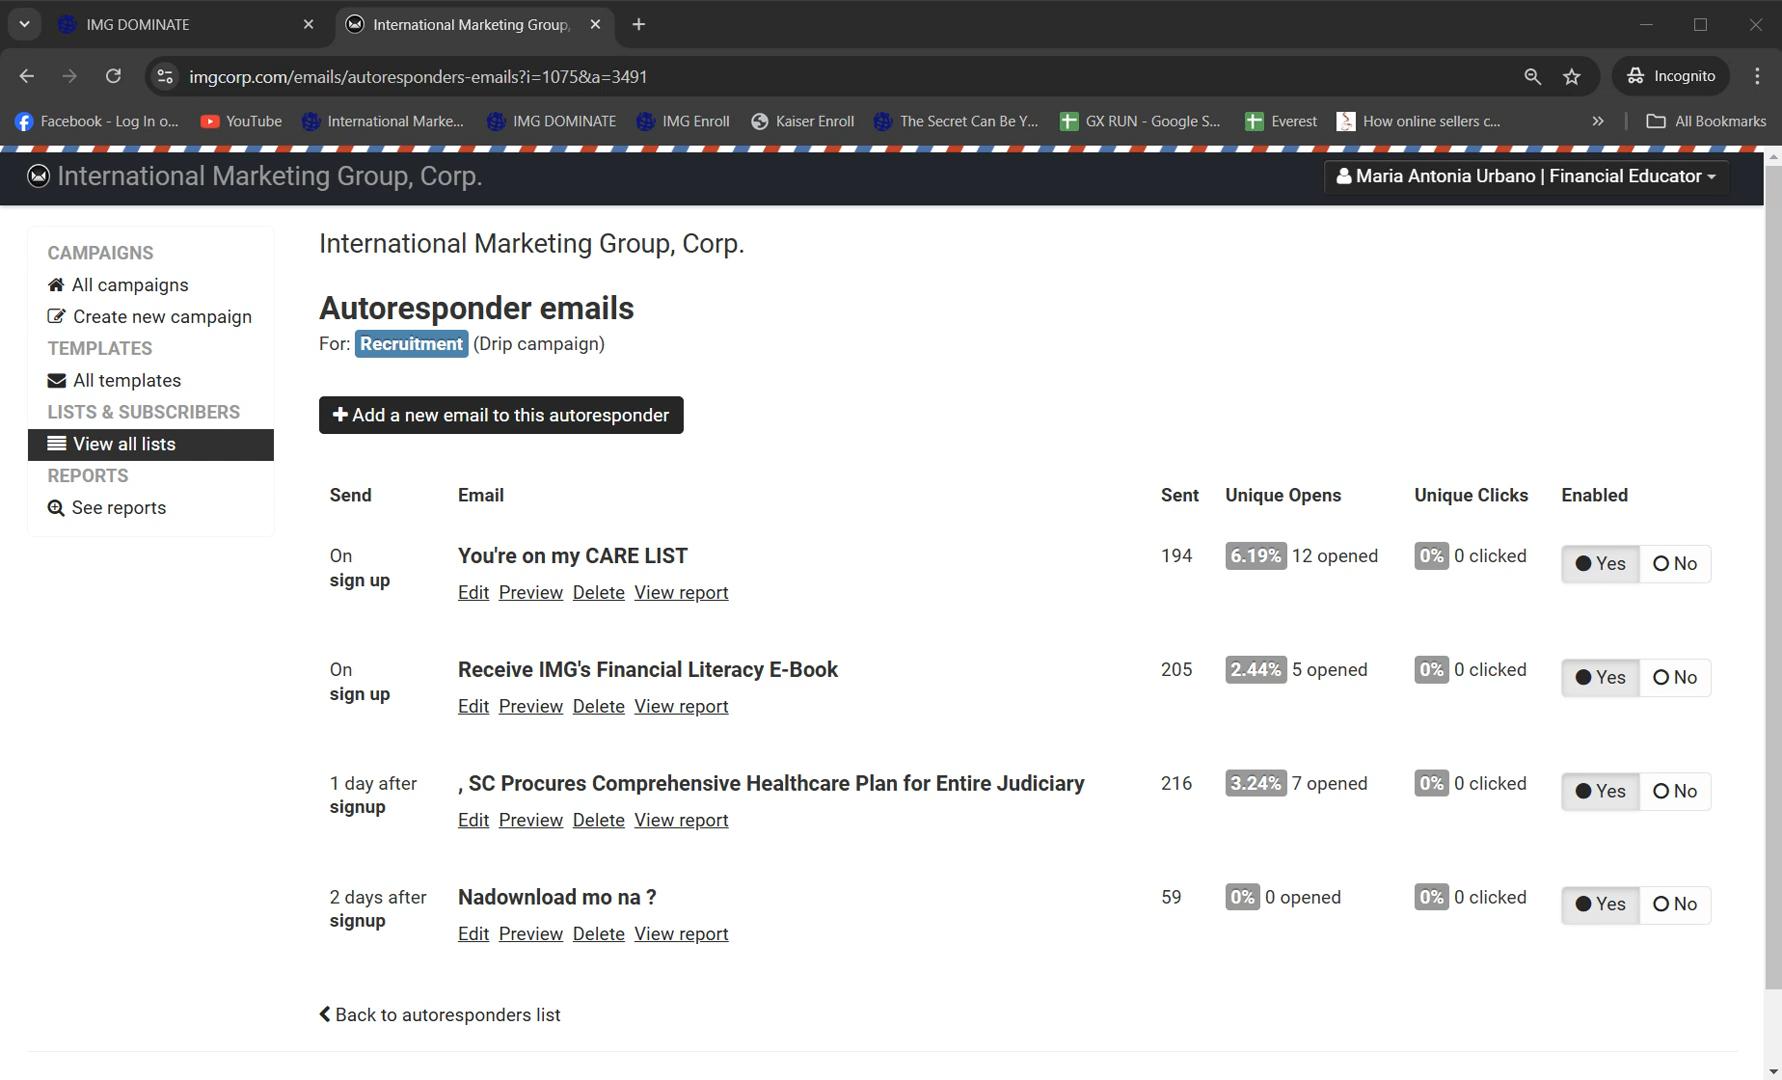 IMG DOMINATE
International Marketing Group,
imgcorp.com/emails/autoresponders-emails?i=1075&a=3491
Incognito
Facebook - Log In o...
YouTube
International Marke...
IMG DOMINATE
IMG Enroll
Kaiser Enroll
The Secret Can Be Y...
GX RUN - Google S...
Everest
How online sellers c...
»
All Bookmarks
International Marketing Group, Corp.
Maria Antonia Urbano | Financial Educator
CAMPAIGNS
All campaigns
Create new campaign
TEMPLATES
All templates
LISTS & SUBSCRIBERS
View all lists
REPORTS
See reports
International Marketing Group, Corp.
Autoresponder emails
For: Recruitment (Drip campaign)
+ Add a new email to this autoresponder
Send Email Sent Unique Opens Unique Clicks Enabled
On You're on my CARE LIST 194 6.19% 12 opened 0% 0 clicked Yes No
sign up Edit Preview Delete View report
On Receive IMG's Financial Literacy E-Book 205 2.44% 5 opened 0% 0 clicked Yes No
sign up Edit Preview Delete View report
1 day after , SC Procures Comprehensive Healthcare Plan for Entire Judiciary 216 3.24% 7 opened 0% 0 clicked Yes No
signup Edit Preview Delete View report
2 days after Nadownload mo na ? 59 0% 0 opened 0% 0 clicked Yes No
signup Edit Preview Delete View report
Back to autoresponders list